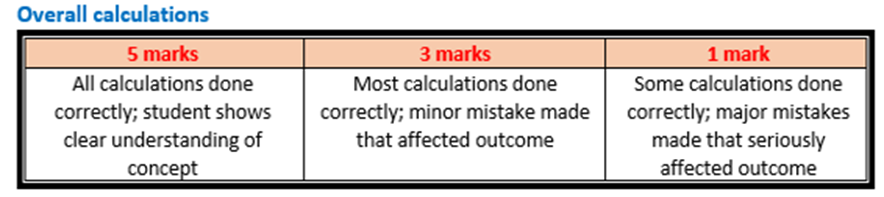 Overall calculations
5 marks
3 marks
1 mark
All calculations done
correctly; student shows
clear understanding of
concept
Most calculations done
correctly; minor mistake made
that affected outcome
Some calculations done
correctly; major mistakes
made that seriously
affected outcome